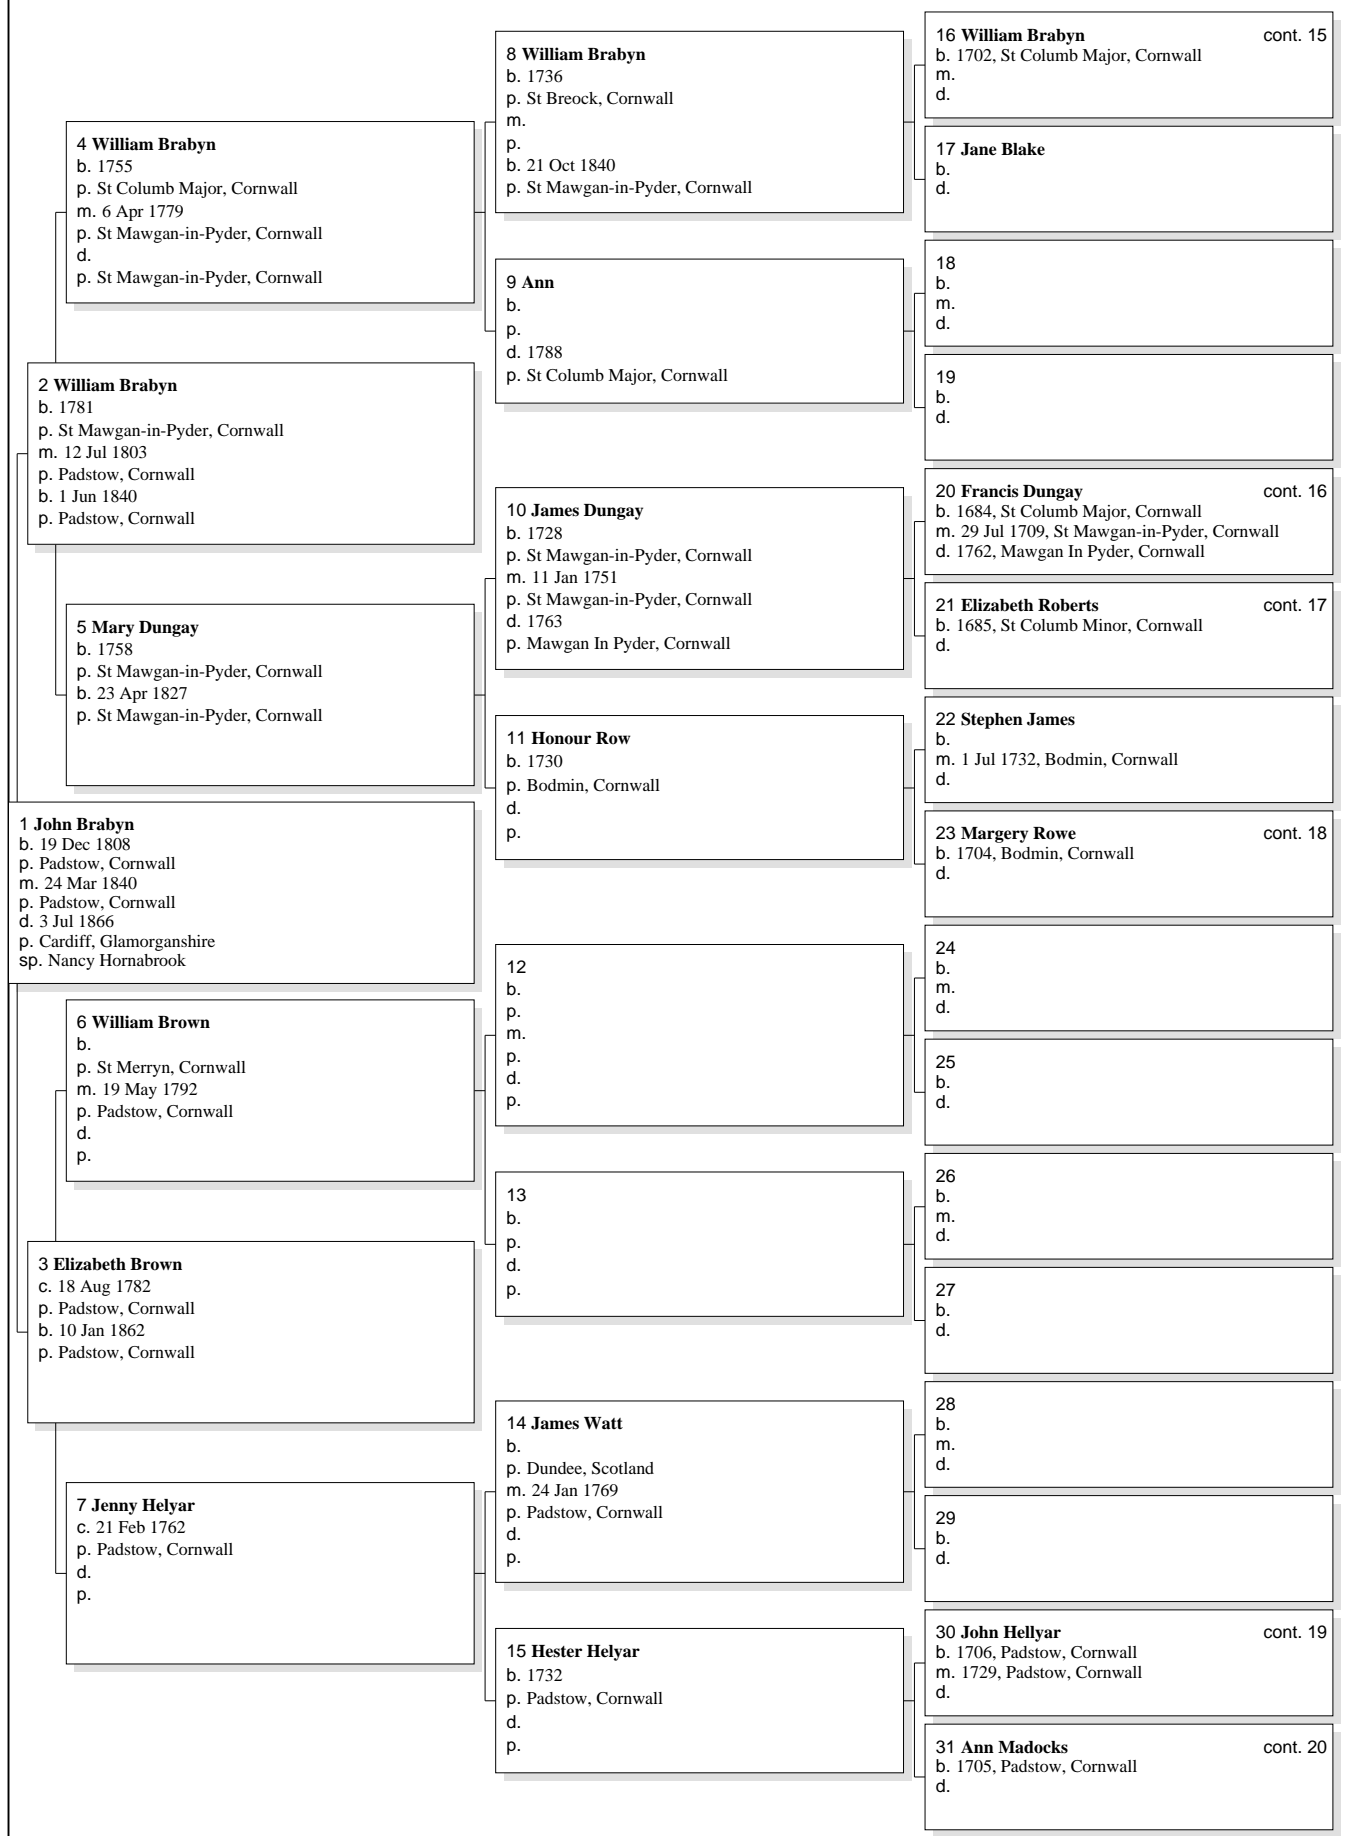 16 William Brabyn cont. 15
b. 1702, St Columb Major, Cornwall
m.
d.
8 William Brabyn
b. 1736
p. St Breock, Cornwall
m.
p.
b. 21 Oct 1840
p. St Mawgan-in-Pyder, Cornwall
17 Jane Blake
b.
d.
4 William Brabyn
b. 1755
p. St Columb Major, Cornwall
m. 6 Apr 1779
p. St Mawgan-in-Pyder, Cornwall
d.
p. St Mawgan-in-Pyder, Cornwall
18
b.
m.
d.
9 Ann
b.
p.
d. 1788
p. St Columb Major, Cornwall
19
b.
d.
2 William Brabyn
b. 1781
p. St Mawgan-in-Pyder, Cornwall
m. 12 Jul 1803
p. Padstow, Cornwall
b. 1 Jun 1840
p. Padstow, Cornwall
20 Francis Dungay cont. 16
b. 1684, St Columb Major, Cornwall
m. 29 Jul 1709, St Mawgan-in-Pyder, Cornwall
d. 1762, Mawgan In Pyder, Cornwall
10 James Dungay
b. 1728
p. St Mawgan-in-Pyder, Cornwall
m. 11 Jan 1751
p. St Mawgan-in-Pyder, Cornwall
d. 1763
p. Mawgan In Pyder, Cornwall
21 Elizabeth Roberts cont. 17
b. 1685, St Columb Minor, Cornwall
d.
5 Mary Dungay
b. 1758
p. St Mawgan-in-Pyder, Cornwall
b. 23 Apr 1827
p. St Mawgan-in-Pyder, Cornwall
22 Stephen James
b.
m. 1 Jul 1732, Bodmin, Cornwall
d.
11 Honour Row
b. 1730
p. Bodmin, Cornwall
d.
p.
23 Margery Rowe cont. 18
b. 1704, Bodmin, Cornwall
d.
1 John Brabyn
b. 19 Dec 1808
p. Padstow, Cornwall
m. 24 Mar 1840
p. Padstow, Cornwall
d. 3 Jul 1866
p. Cardiff, Glamorganshire
sp. Nancy Hornabrook
24
b.
m.
d.
12
b.
p.
m.
p.
d.
p.
25
b.
d.
6 William Brown
b.
p. St Merryn, Cornwall
m. 19 May 1792
p. Padstow, Cornwall
d.
p.
26
b.
m.
d.
13
b.
p.
d.
p.
27
b.
d.
3 Elizabeth Brown
c. 18 Aug 1782
p. Padstow, Cornwall
b. 10 Jan 1862
p. Padstow, Cornwall
28
b.
m.
d.
14 James Watt
b.
p. Dundee, Scotland
m. 24 Jan 1769
p. Padstow, Cornwall
d.
p.
29
b.
d.
7 Jenny Helyar
c. 21 Feb 1762
p. Padstow, Cornwall
d.
p.
30 John Hellyar cont. 19
b. 1706, Padstow, Cornwall
m. 1729, Padstow, Cornwall
d.
15 Hester Helyar
b. 1732
p. Padstow, Cornwall
d.
p.
31 Ann Madocks cont. 20
b. 1705, Padstow, Cornwall
d.